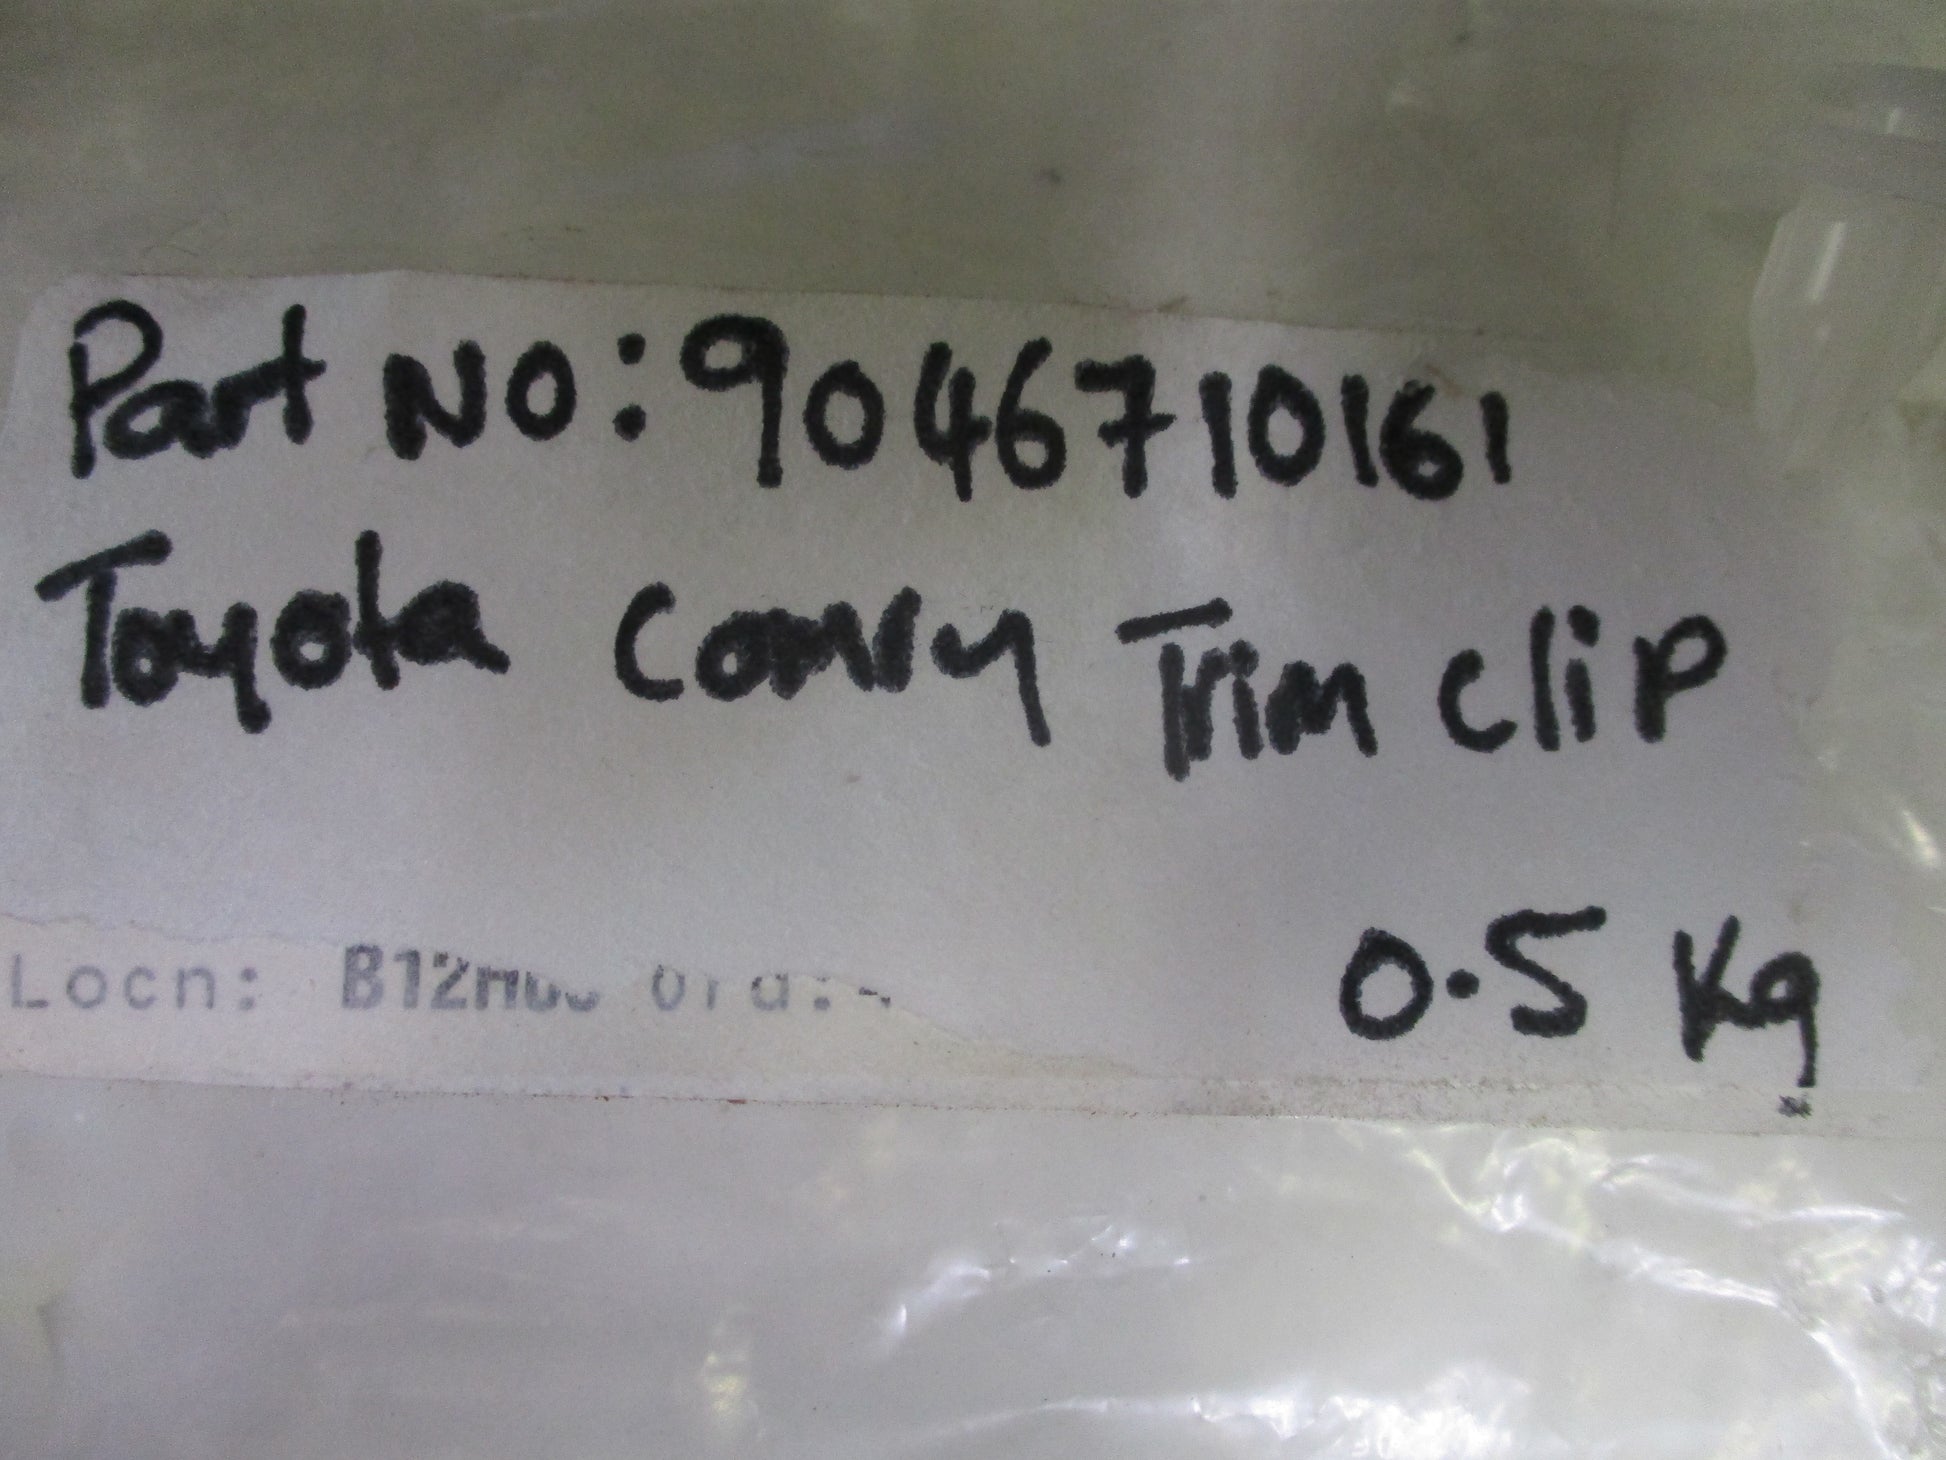 Part NO: 9046710161
Toyota Camry Trim clip
0.5 Kg
Locn: